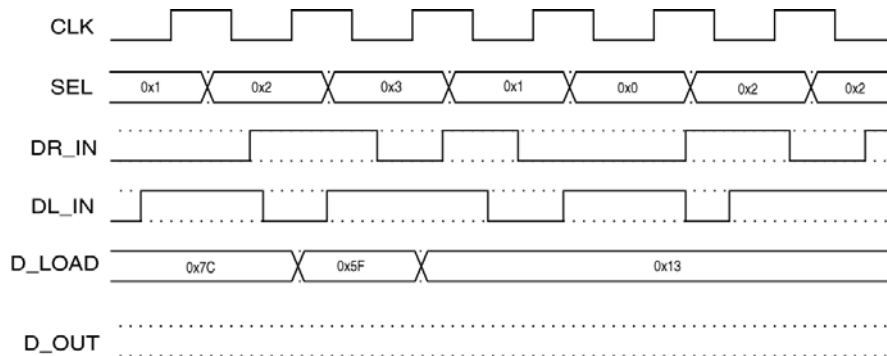 CLK
SEL 0x1 0x2 0x3 0x1 0x0 0x2 0x2
DR_IN
DL_IN
D_LOAD 0x7C 0x5F 0x13
D_OUT